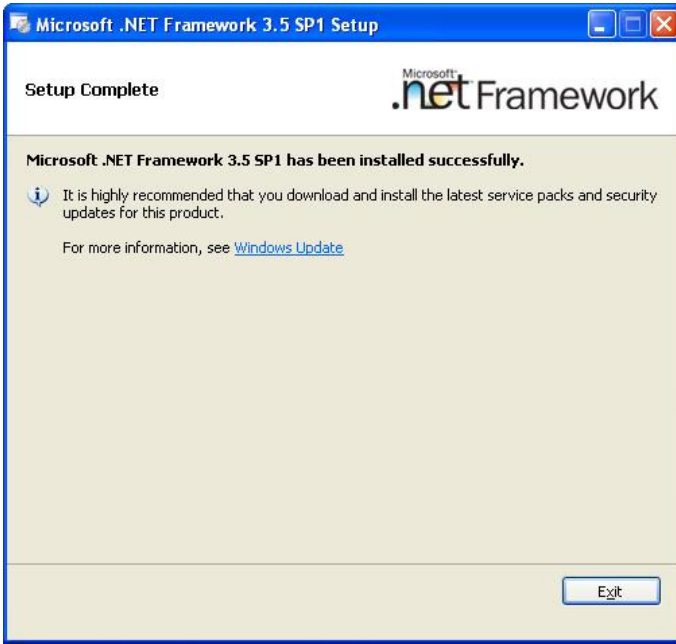 Microsoft .NET Framework 3.5 SP1 Setup
Setup Complete
Microsoft
.net Framework
Microsoft .NET Framework 3.5 SP1 has been installed successfully.
It is highly recommended that you download and install the latest service packs and security
updates for this product.
For more information, see Windows Update
Exit